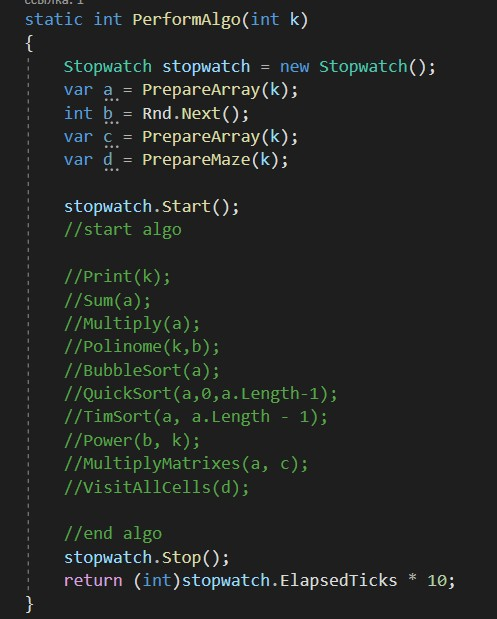 ссылка: 1
static int PerformAlgo(int k)
{
Stopwatch stopwatch = new Stopwatch();
var a = PrepareArray(k);
int b = Rnd.Next();
var c = PrepareArray(k);
var d = PrepareMaze(k);
stopwatch.Start();
//start algo
//Print(k);
//Sum(a);
//Multiply(a);
//Polinome(k,b);
//BubbleSort(a);
//QuickSort(a,0,a.Length-1);
//TimSort(a, a.Length - 1);
//Power(b, k);
//MultiplyMatrixes(a, c);
//VisitAllCells(d);
//end algo
stopwatch.Stop();
return (int)stopwatch.ElapsedTicks * 10;
}